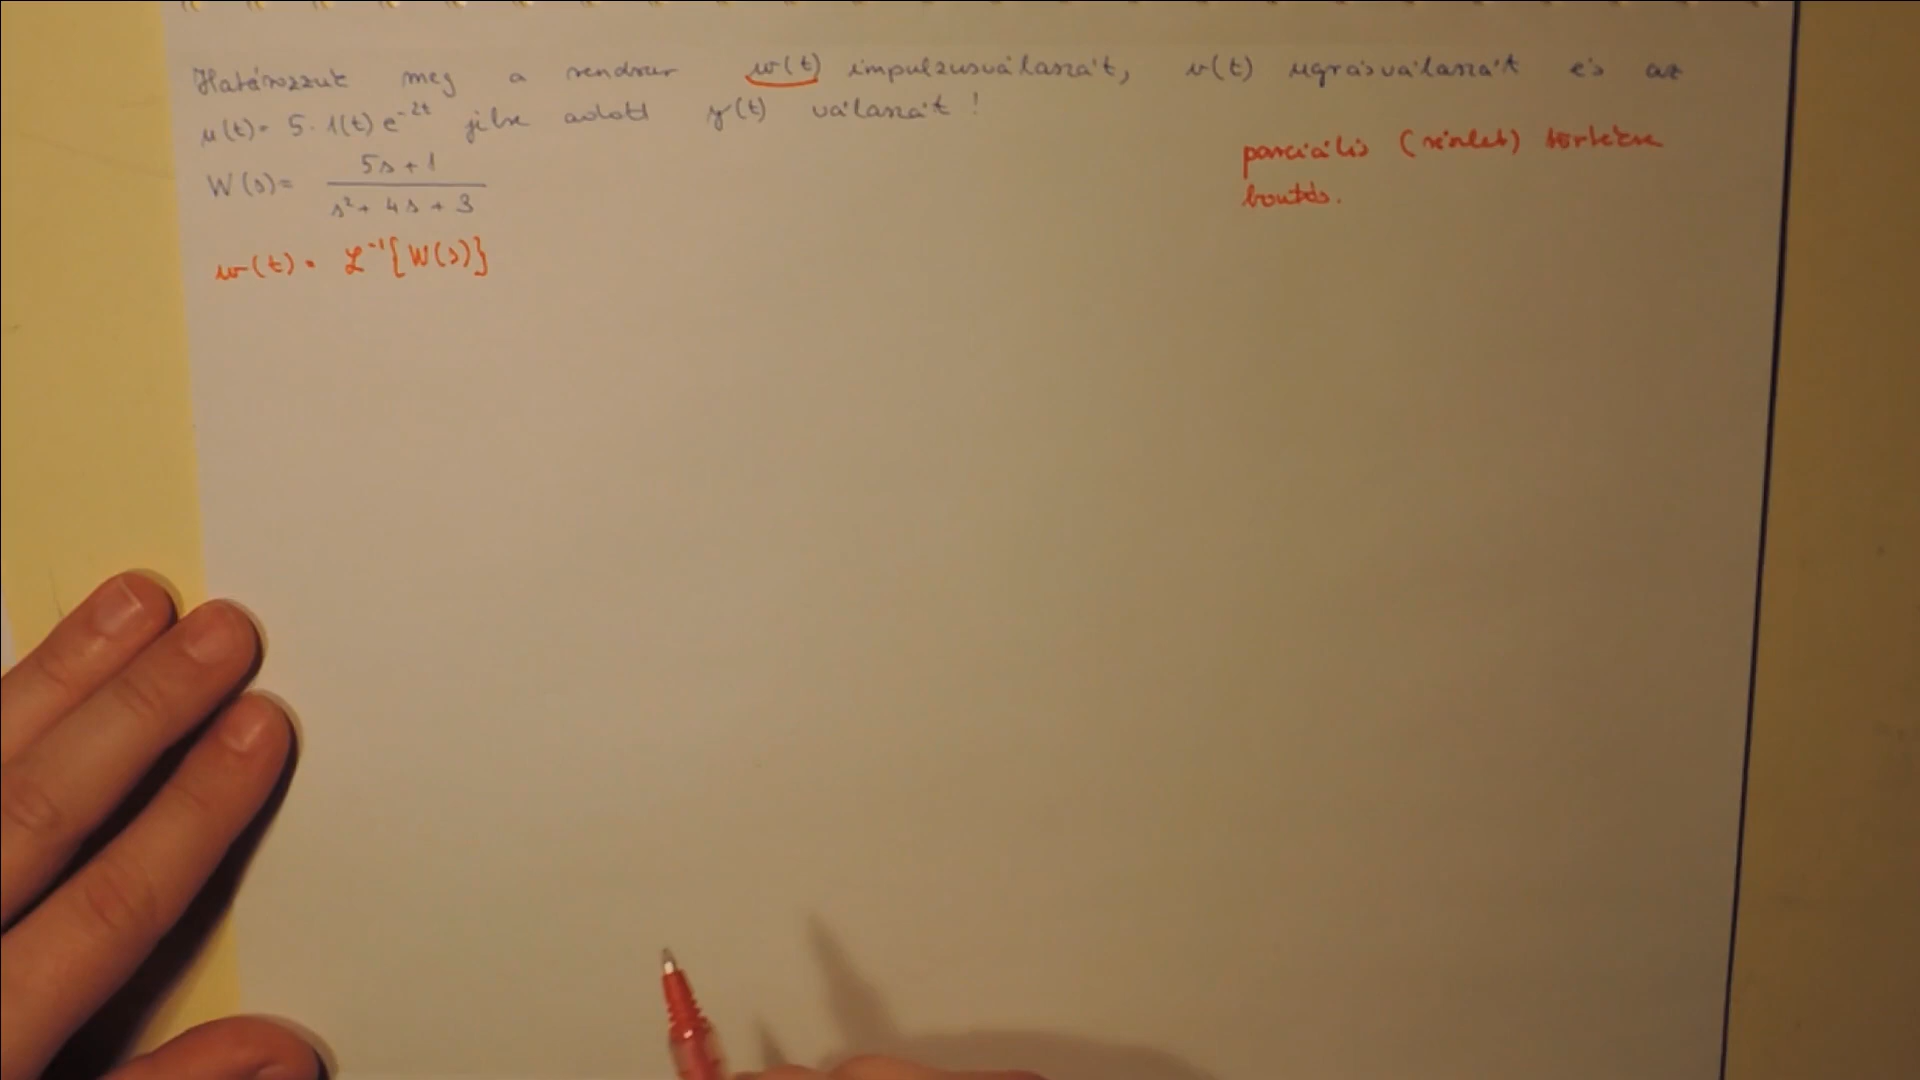 Határozzuk meg a rendszer w(t) impulzusválaszát, v(t) ugrásválaszát és az
u(t) = 5·1(t) e^-2t jelre adott y(t) válaszát!
W(s) = (5s+1)/(s²+4s+3)
w(t) = ℒ⁻¹{W(s)}
parciális (részlet) törtekre
bontás.